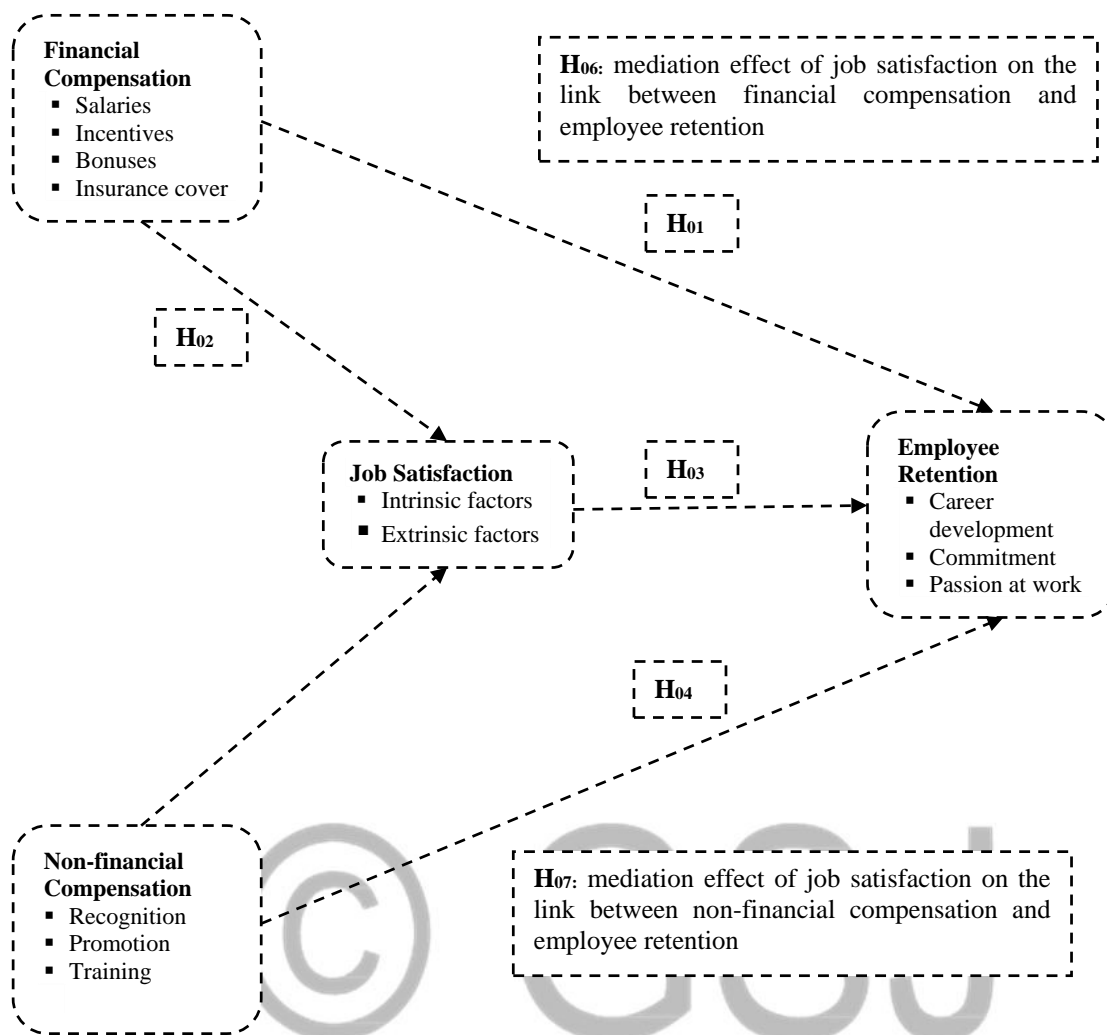 Financial
Compensation
▪ Salaries
▪ Incentives
▪ Bonuses
▪ Insurance cover
H06: mediation effect of job satisfaction on the
link between financial compensation and
employee retention
H01
H02
Job Satisfaction
▪ Intrinsic factors
▪ Extrinsic factors
H03
Employee
Retention
▪ Career
development
▪ Commitment
▪ Passion at work
H04
Non-financial
Compensation
▪ Recognition
▪ Promotion
▪ Training
H07: mediation effect of job satisfaction on the
link between non-financial compensation and
employee retention
© GSJ